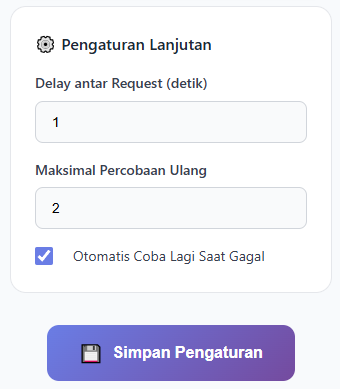 Pengaturan Lanjutan
Delay antar Request (detik)
1
Maksimal Percobaan Ulang
2
Otomatis Coba Lagi Saat Gagal
Simpan Pengaturan